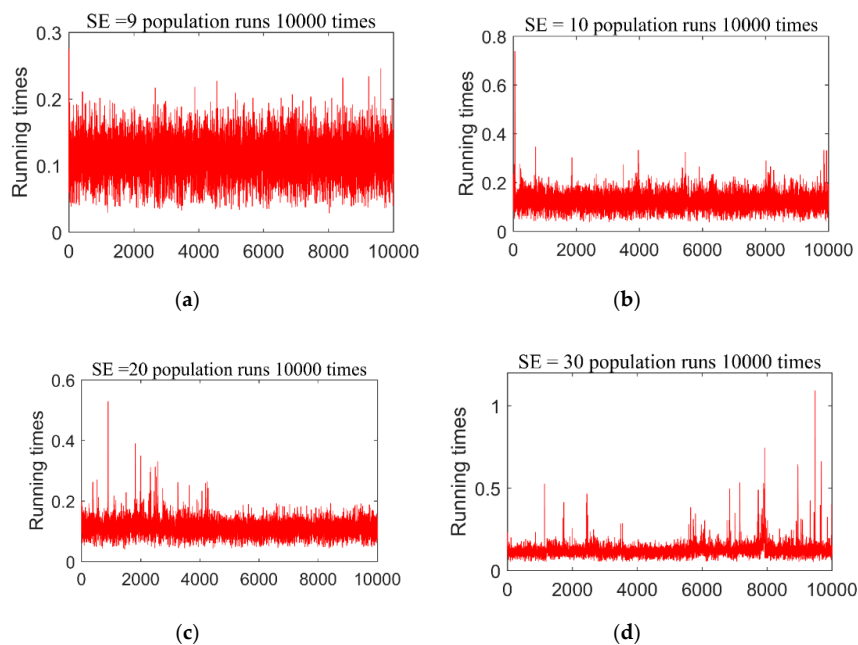 SE =9 population runs 10000 times
0.3
0.2
0.1
0
Running times
0 2000 4000 6000 8000 10000
(a)
SE = 10 population runs 10000 times
0.8
0.6
0.4
0.2
0
Running times
0 2000 4000 6000 8000 10000
(b)
SE =20 population runs 10000 times
0.6
0.4
0.2
0
Running times
0 2000 4000 6000 8000 10000
(c)
SE = 30 population runs 10000 times
1
0.5
0
Running times
0 2000 4000 6000 8000 10000
(d)